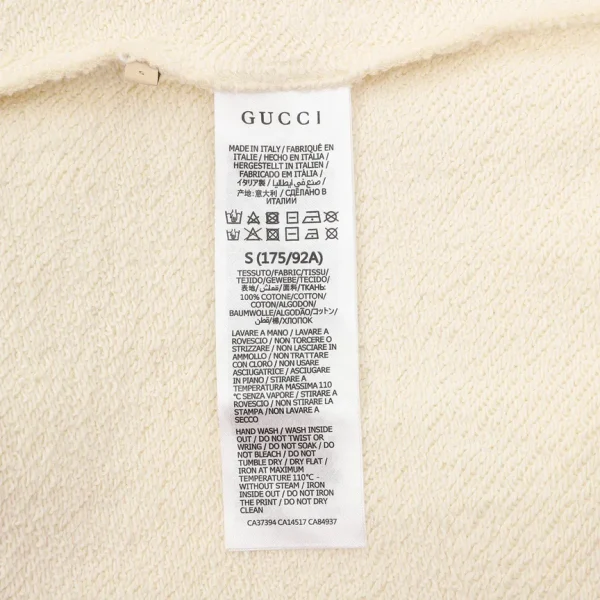 GUCCI
MADE IN ITALY / FABRIQUÉ EN
ITALIE / HECHO EN ITALIA /
HERGESTELLT IN ITALIEN /
FABRICADO EM ITÁLIA /
イタリア製 / صنع في ايطاليا /
产地: 意大利 / СДЕЛАНО В
ИТАЛИИ
S (175/92A)
TESSUTO/FABRIC/TISSU/
TEJIDO/GEWEBE/TECIDO/
表地/قماش/面料/ТКАНЬ:
100% COTONE/COTTON/
COTON/ALGODON/
BAUMWOLLE/ALGODÃO/コットン/
قطن/棉/ХЛОПОК
LAVARE A MANO / LAVARE A
ROVESCIO / NON TORCERE O
STRIZZARE / NON LASCIARE IN
AMMOLLO / NON TRATTARE
CON CLORO / NON USARE
ASCIUGATRICE / ASCIUGARE
IN PIANO / STIRARE A
TEMPERATURA MASSIMA 110
°C SENZA VAPORE / STIRARE A
ROVESCIO / NON STIRARE LA
STAMPA /NON LAVARE A
SECCO
HAND WASH / WASH INSIDE
OUT / DO NOT TWIST OR
WRING / DO NOT SOAK / DO
NOT BLEACH / DO NOT
TUMBLE DRY / DRY FLAT /
IRON AT MAXIMUM
TEMPERATURE 110°C -
WITHOUT STEAM / IRON
INSIDE OUT / DO NOT IRON
THE PRINT / DO NOT DRY
CLEAN
CA37394 CA14517 CA84937